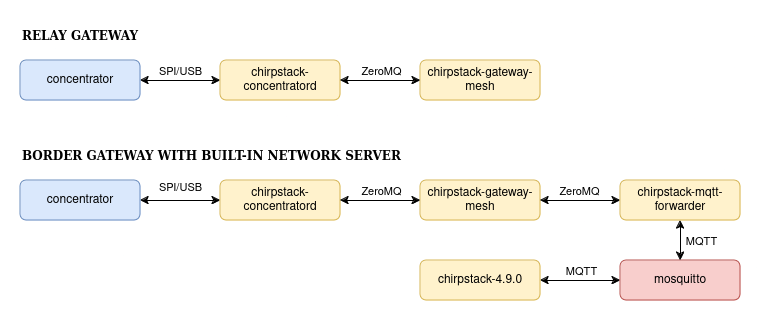 RELAY GATEWAY
concentrator
SPI/USB
chirpstack-
concentratord
ZeroMQ
chirpstack-gateway-
mesh
BORDER GATEWAY WITH BUILT-IN NETWORK SERVER
concentrator
SPI/USB
chirpstack-
concentratord
ZeroMQ
chirpstack-gateway-
mesh
ZeroMQ
chirpstack-mqtt-
forwarder
MQTT
chirpstack-4.9.0
MQTT
mosquitto